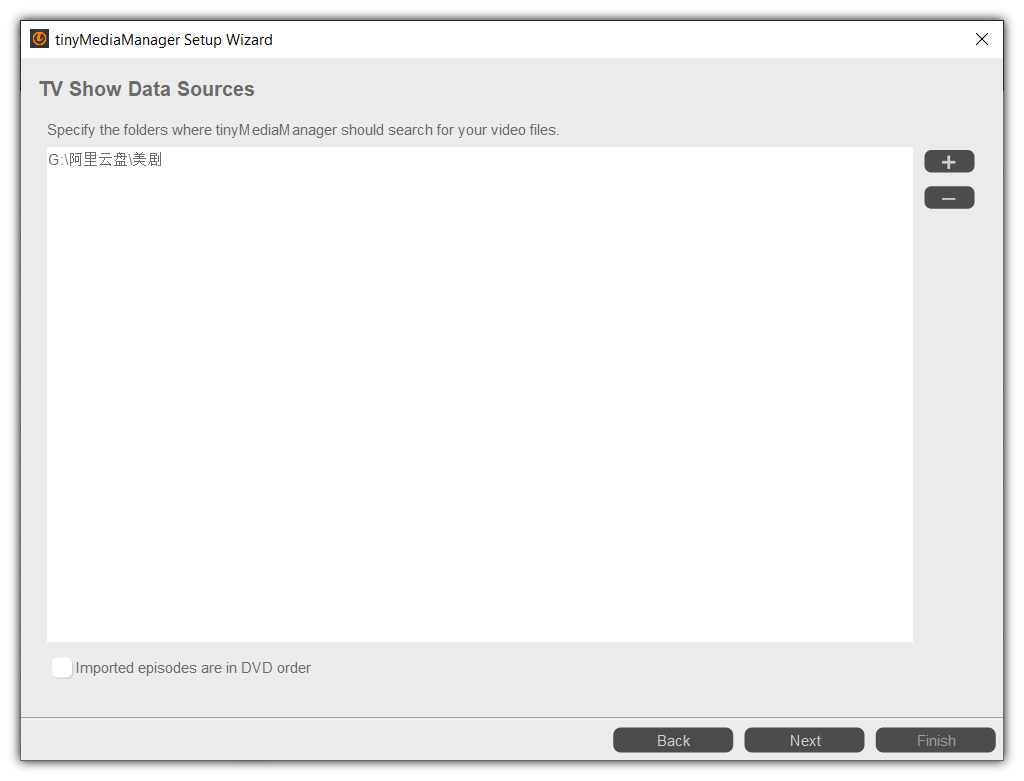 tinyMediaManager Setup Wizard
TV Show Data Sources
Specify the folders where tinyMediaManager should search for your video files.
G:\阿里云盘\美剧
Imported episodes are in DVD order
Back Next Finish